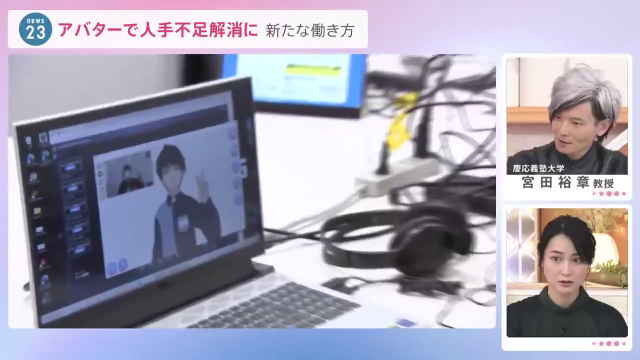 news
23
アバターで人手不足解消に 新たな働き方
慶応義塾大学
宮田裕章教授